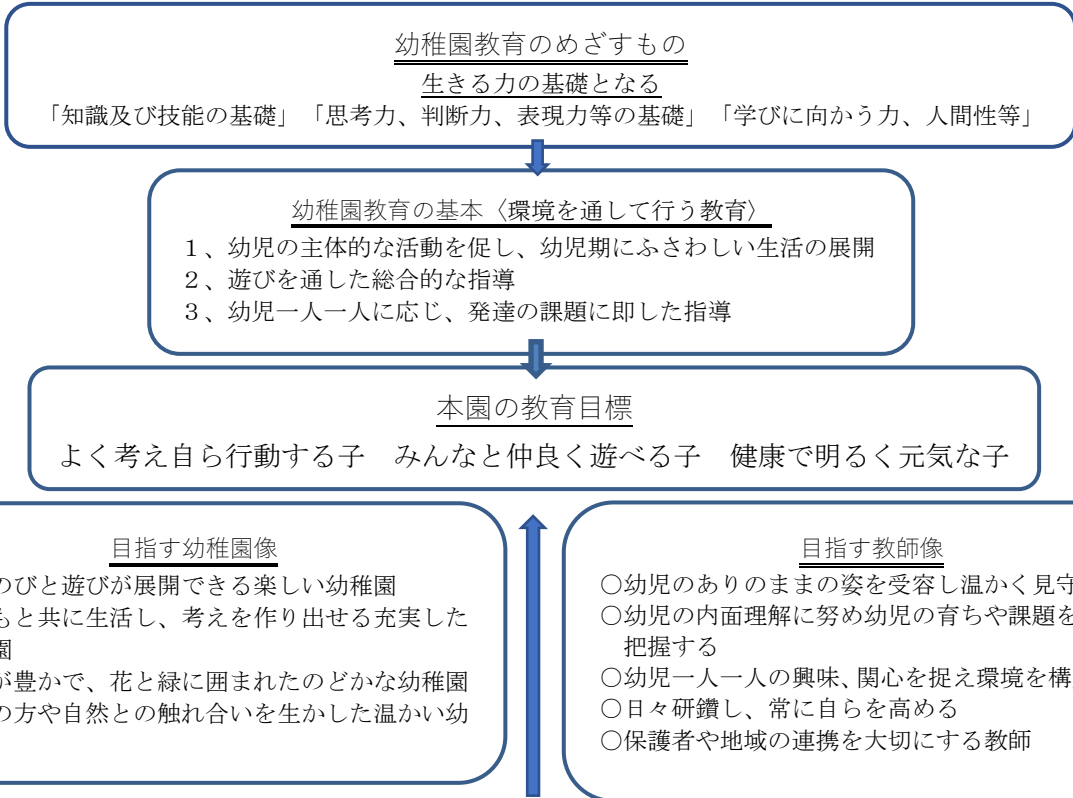 幼稚園教育のめざすもの
生きる力の基礎となる
「知識及び技能の基礎」「思考力、判断力、表現力等の基礎」「学びに向かう力、人間性等」
幼稚園教育の基本〈環境を通して行う教育〉
１、幼児の主体的な活動を促し、幼児期にふさわしい生活の展開
２、遊びを通した総合的な指導
３、幼児一人一人に応じ、発達の課題に即した指導
本園の教育目標
よく考え自ら行動する子　みんなと仲良く遊べる子　健康で明るく元気な子
目指す幼稚園像
のびと遊びが展開できる楽しい幼稚園
もと共に生活し、考えを作り出せる充実した
園
が豊かで、花と緑に囲まれたのどかな幼稚園
の方や自然との触れ合いを生かした温かい幼
目指す教師像
○幼児のありのままの姿を受容し温かく見守
○幼児の内面理解に努め幼児の育ちや課題を
把握する
○幼児一人一人の興味、関心を捉え環境を構
○日々研鑽し、常に自らを高める
○保護者や地域の連携を大切にする教師